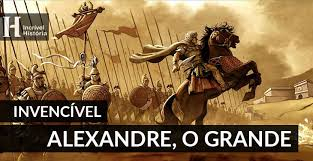 H
Incrível
História
INVENCÍVEL
ALEXANDRE, O GRANDE